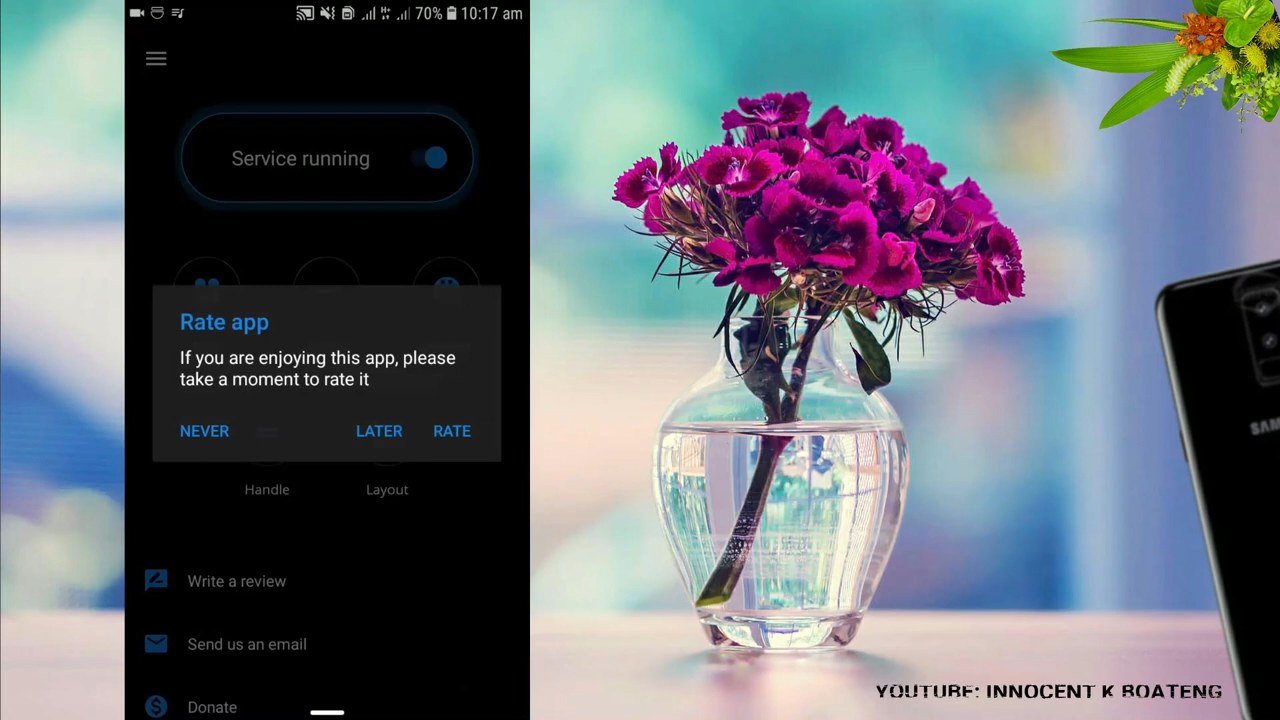 70% 10:17 am
Service running
Rate app
If you are enjoying this app, please
take a moment to rate it
NEVER LATER RATE
Handle Layout
Write a review
Send us an email
Donate
SAM
YOUTUBE: INNOCENT K BOATENG